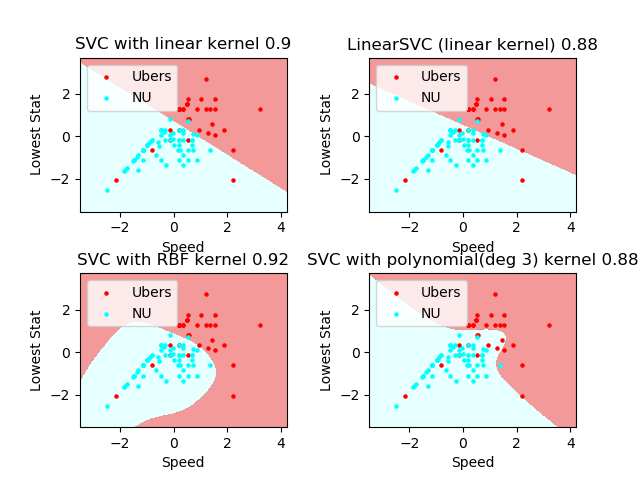 SVC with linear kernel 0.9
LinearSVC (linear kernel) 0.88
Ubers
NU
Lowest Stat
2
0
−2
−2
0
2
4
Speed
Ubers
NU
Lowest Stat
2
0
−2
−2
0
2
4
Speed
SVC with RBF kernel 0.92
SVC with polynomial(deg 3) kernel 0.88
Ubers
NU
Lowest Stat
2
0
−2
−2
0
2
4
Speed
Ubers
NU
Lowest Stat
2
0
−2
−2
0
2
4
Speed